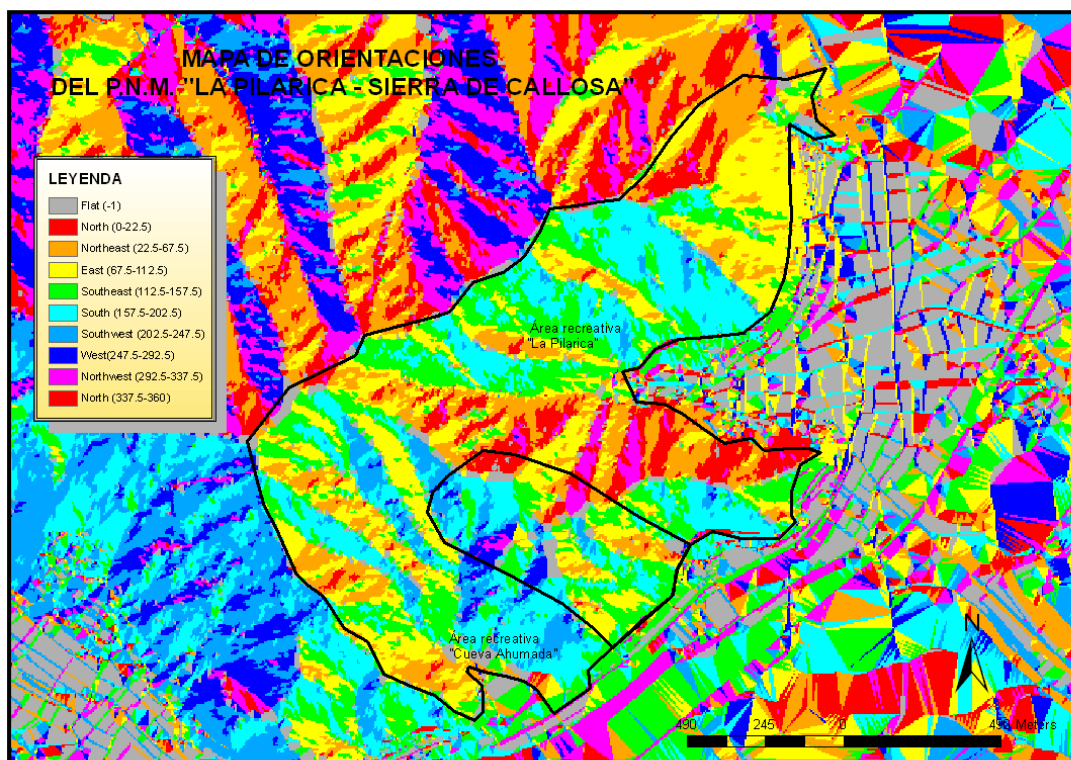 MAPA DE ORIENTACIONES
DEL P.N.M. "LA PILARICA - SIERRA DE CALLOSA"
LEYENDA
Flat (-1)
North (0-22.5)
Northeast (22.5-67.5)
East (67.5-112.5)
Southeast (112.5-157.5)
South (157.5-202.5)
Southwest (202.5-247.5)
West(247.5-292.5)
Northwest (292.5-337.5)
North (337.5-360)
Área recreativa
"La Pilarica"
Área recreativa
"Cueva Ahumada"
N
490 245 0 490 Meters